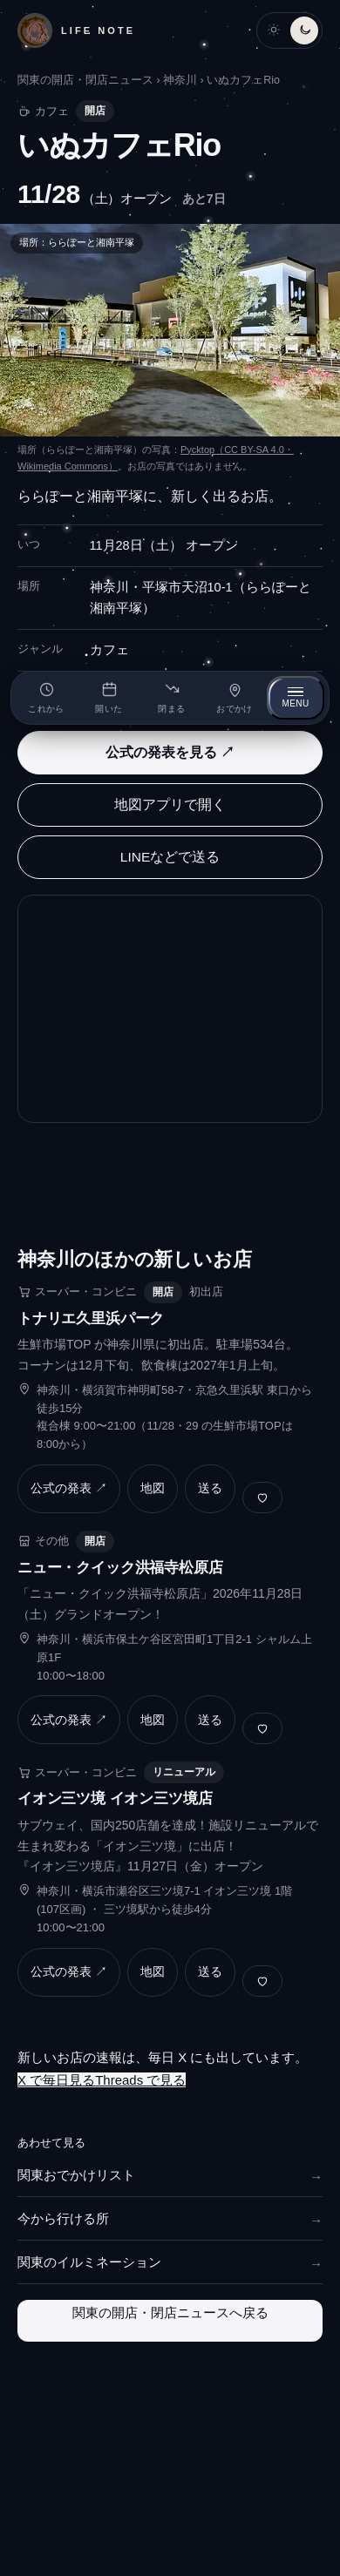 LIFE NOTE
関東の開店・閉店ニュース › 神奈川 › いぬカフェRio
カフェ 開店
いぬカフェRio
11/28（土）オープン あと7日
場所：ららぽーと湘南平塚
場所（ららぽーと湘南平塚）の写真：Pycktop（CC BY-SA 4.0・
Wikimedia Commons）。お店の写真ではありません。
ららぽーと湘南平塚に、新しく出るお店。
いつ 11月28日（土） オープン
場所 神奈川・平塚市天沼10-1（ららぽーと
湘南平塚）
ジャンル カフェ
これから 開いた 閉まる おでかけ MENU
公式の発表を見る ↗
地図アプリで開く
LINEなどで送る
神奈川のほかの新しいお店
スーパー・コンビニ 開店 初出店
トナリエ久里浜パーク
生鮮市場TOP が神奈川県に初出店。駐車場534台。
コーナンは12月下旬、飲食棟は2027年1月上旬。
神奈川・横須賀市神明町58-7・京急久里浜駅 東口から
徒歩15分
複合棟 9:00〜21:00（11/28・29 の生鮮市場TOPは
8:00から）
公式の発表 ↗ 地図 送る ♡
その他 開店
ニュー・クイック洪福寺松原店
「ニュー・クイック洪福寺松原店」2026年11月28日
（土）グランドオープン！
神奈川・横浜市保土ケ谷区宮田町1丁目2-1 シャルム上
原1F
10:00〜18:00
公式の発表 ↗ 地図 送る ♡
スーパー・コンビニ リニューアル
イオン三ツ境 イオン三ツ境店
サブウェイ、国内250店舗を達成！施設リニューアルで
生まれ変わる「イオン三ツ境」に出店！
『イオン三ツ境店』11月27日（金）オープン
神奈川・横浜市瀬谷区三ツ境7-1 イオン三ツ境 1階
(107区画) ・ 三ツ境駅から徒歩4分
10:00〜21:00
公式の発表 ↗ 地図 送る ♡
新しいお店の速報は、毎日 X にも出しています。
X で毎日見るThreads で見る
あわせて見る
関東おでかけリスト →
今から行ける所 →
関東のイルミネーション →
関東の開店・閉店ニュースへ戻る